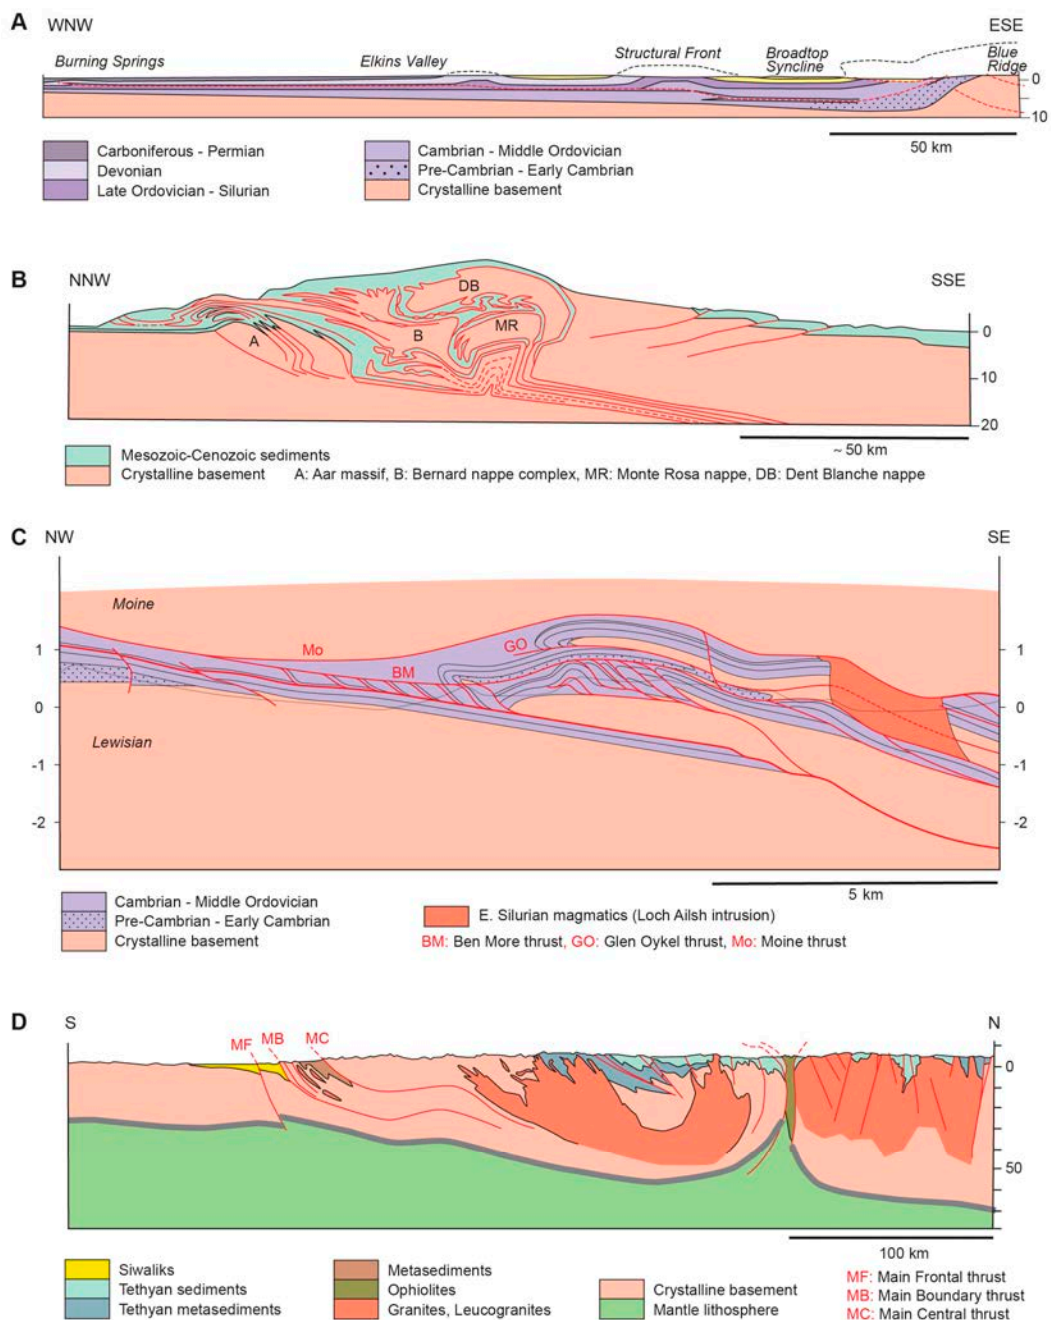 A
WNW
ESE
Burning Springs
Elkins Valley
Structural Front
Broadtop
Syncline
Blue
Ridge
0
10
50 km
Carboniferous - Permian
Devonian
Late Ordovician - Silurian
Cambrian - Middle Ordovician
Pre-Cambrian - Early Cambrian
Crystalline basement
B
NNW
SSE
DB
MR
B
A
0
10
20
~ 50 km
Mesozoic-Cenozoic sediments
Crystalline basement
A: Aar massif, B: Bernard nappe complex, MR: Monte Rosa nappe, DB: Dent Blanche nappe
C
NW
SE
Moine
Mo
GO
BM
Lewisian
1
0
-1
-2
1
0
-1
-2
5 km
Cambrian - Middle Ordovician
Pre-Cambrian - Early Cambrian
Crystalline basement
E. Silurian magmatics (Loch Ailsh intrusion)
BM: Ben More thrust, GO: Glen Oykel thrust, Mo: Moine thrust
D
S
N
MF
MB
MC
0
50
100 km
Siwaliks
Tethyan sediments
Tethyan metasediments
Metasediments
Ophiolites
Granites, Leucogranites
Crystalline basement
Mantle lithosphere
MF: Main Frontal thrust
MB: Main Boundary thrust
MC: Main Central thrust